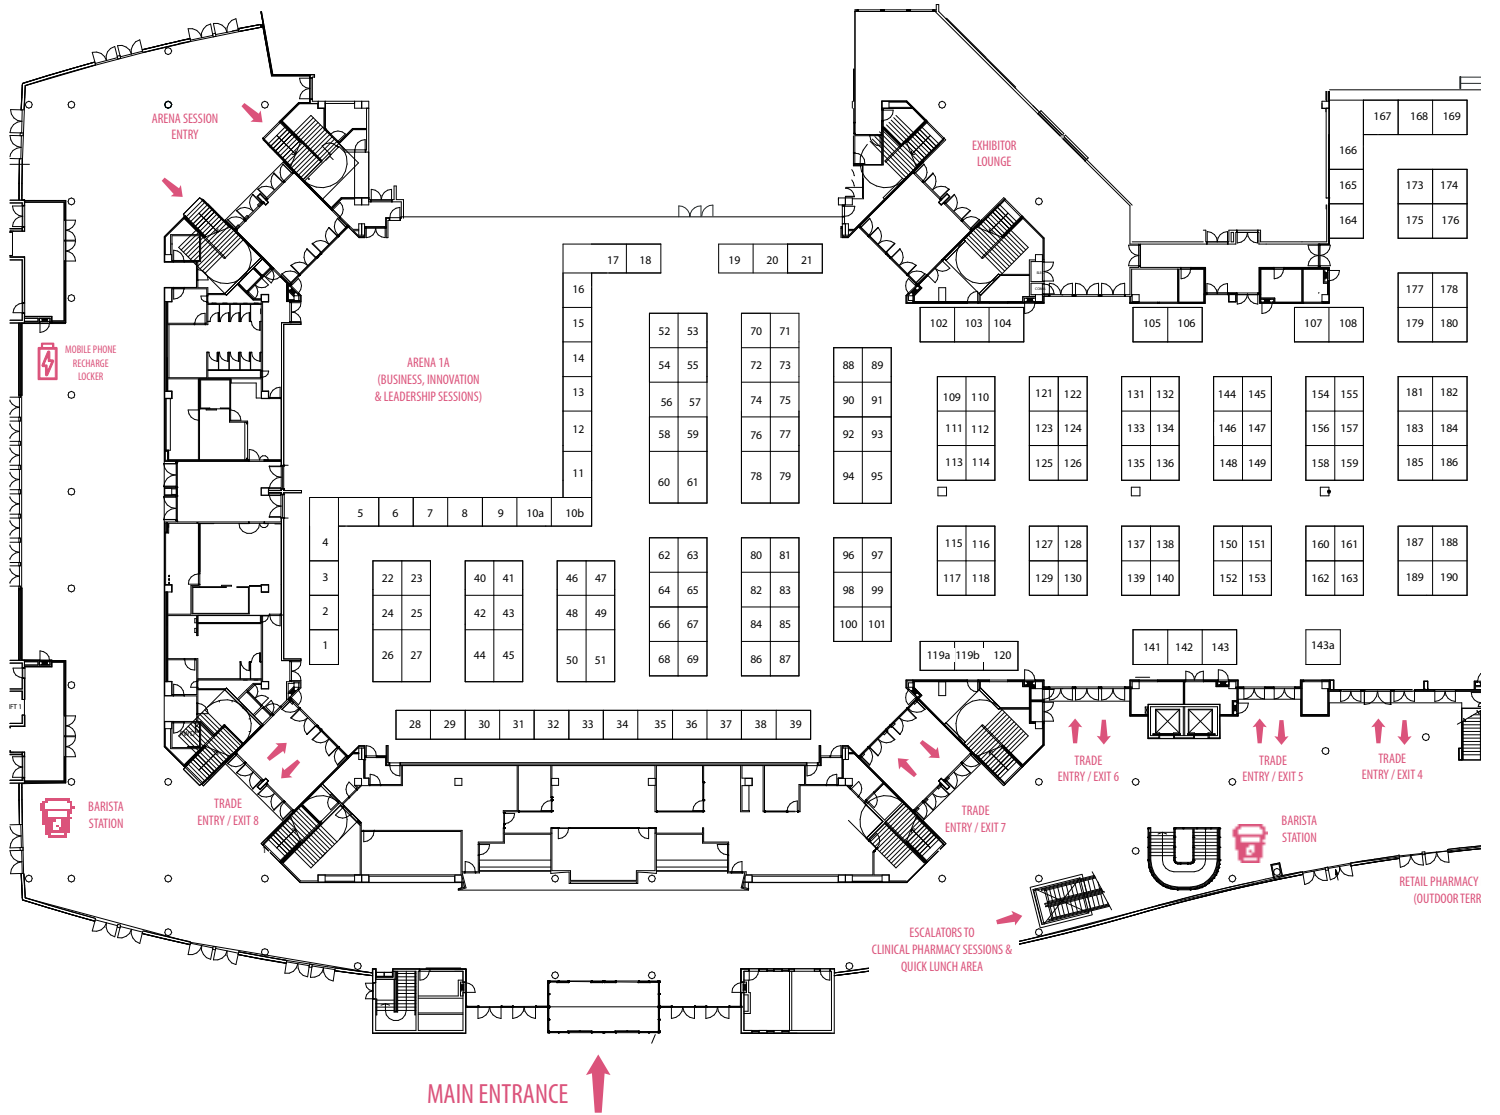 ARENA SESSION
ENTRY
EXHIBITOR
LOUNGE
167 168 169
166
165 173 174
164 175 176
17 18 19 20 21
16
177 178
15 52 53 70 71 102 103 104 105 106 107 108 179 180
MOBILE PHONE
RECHARGE
LOCKER
ARENA 1A
(BUSINESS, INNOVATION
& LEADERSHIP SESSIONS)
14 54 55 72 73 88 89
13 56 57 74 75 90 91 109 110 121 122 131 132 144 145 154 155 181 182
12 58 59 76 77 92 93 111 112 123 124 133 134 146 147 156 157 183 184
11 60 61 78 79 94 95 113 114 125 126 135 136 148 149 158 159 185 186
5 6 7 8 9 10a 10b
4 62 63 80 81 96 97 115 116 127 128 137 138 150 151 160 161 187 188
3 22 23 40 41 46 47 64 65 82 83 98 99 117 118 129 130 139 140 152 153 162 163 189 190
2 24 25 42 43 48 49 66 67 84 85 100 101
1 26 27 44 45 50 51 68 69 86 87 119a 119b 120 141 142 143 143a
28 29 30 31 32 33 34 35 36 37 38 39
TRADE
ENTRY / EXIT 6
TRADE
ENTRY / EXIT 5
TRADE
ENTRY / EXIT 4
BARISTA
STATION
TRADE
ENTRY / EXIT 8
TRADE
ENTRY / EXIT 7
BARISTA
STATION
RETAIL PHARMACY
(OUTDOOR TERR
ESCALATORS TO
CLINICAL PHARMACY SESSIONS &
QUICK LUNCH AREA
MAIN ENTRANCE